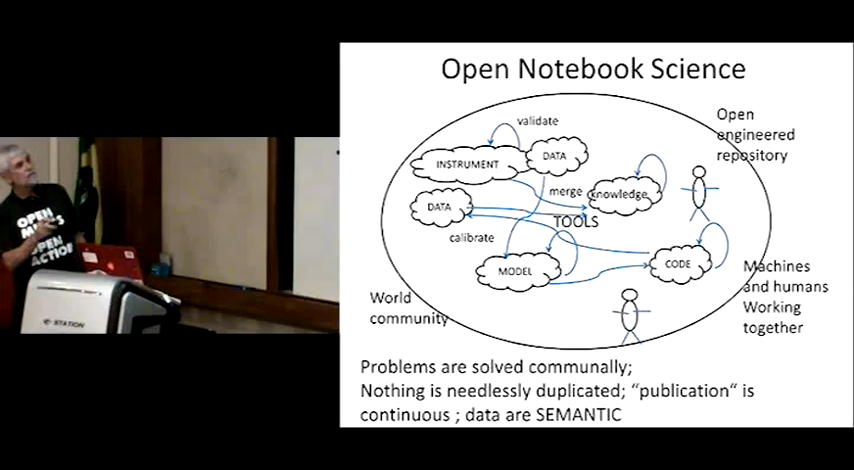 Open Notebook Science
validate
Open
engineered
repository
INSTRUMENT
DATA
merge
knowledge
DATA
TOOLS
calibrate
MODEL
CODE
Machines
and humans
Working
together
World
community
Problems are solved communally;
Nothing is needlessly duplicated; “publication“ is
continuous ; data are SEMANTIC
OPEN
OPEN
ACTION
STATION